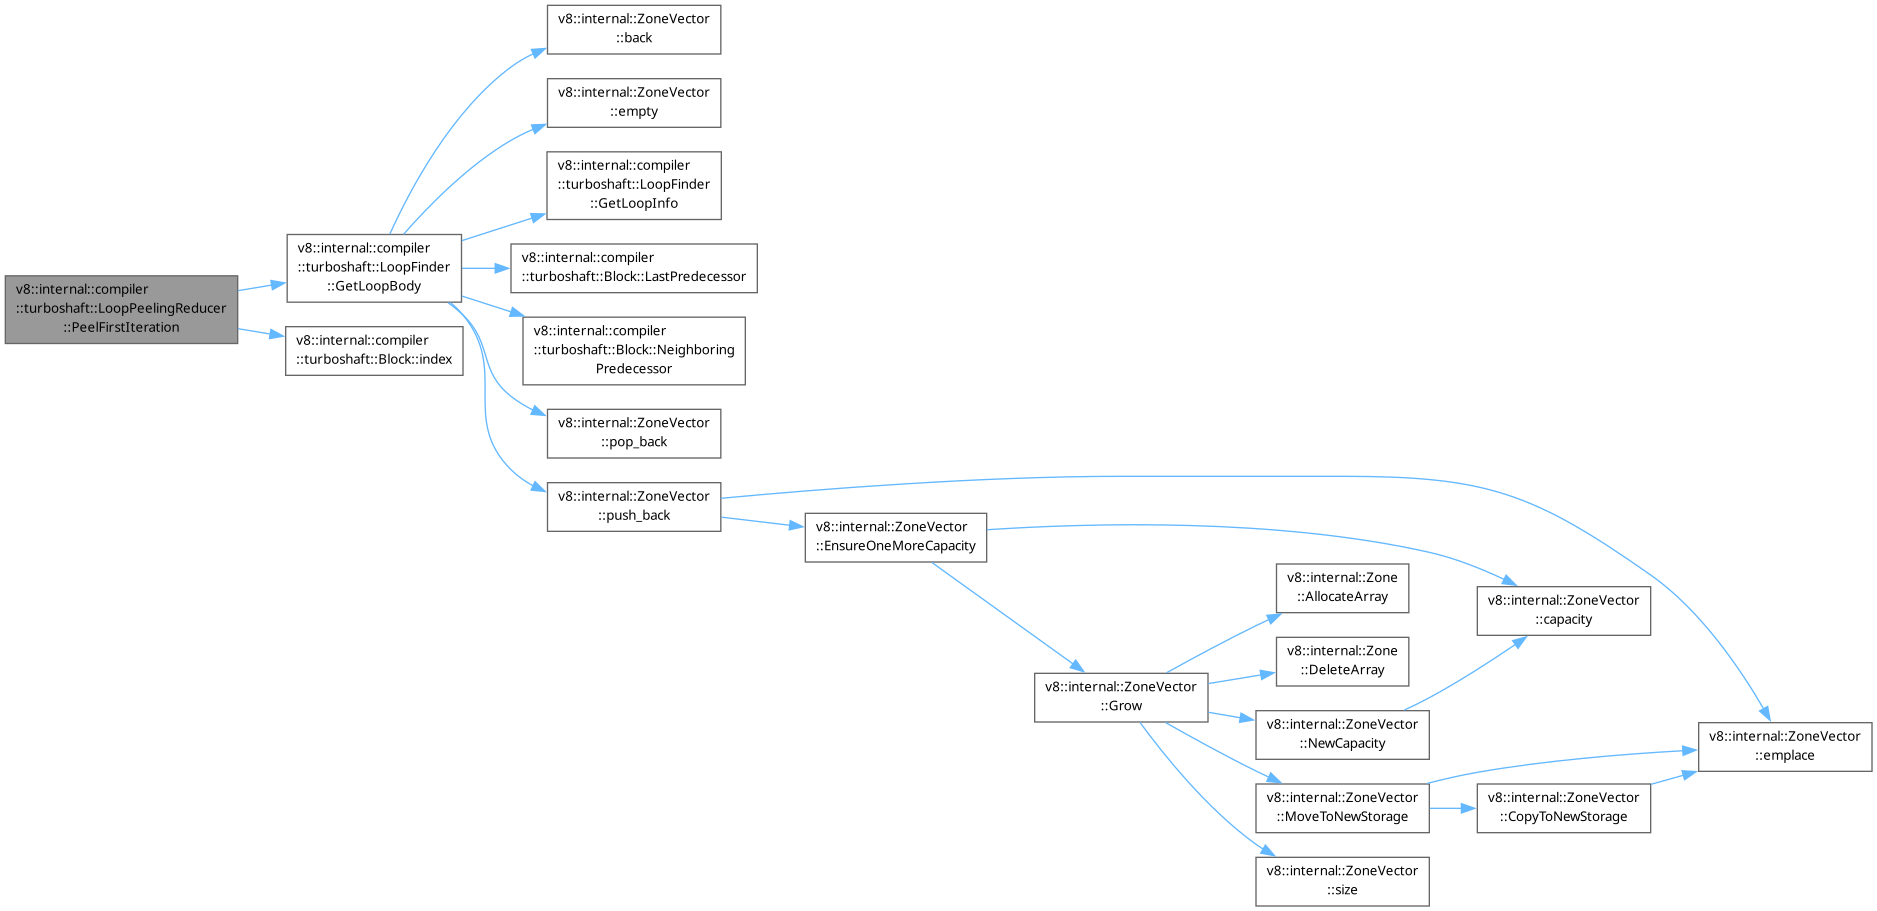 v8::internal::compiler
::turboshaft::LoopPeelingReducer
::PeelFirstIteration
v8::internal::compiler
::turboshaft::LoopFinder
::GetLoopBody
v8::internal::compiler
::turboshaft::Block::index
v8::internal::ZoneVector
::back
v8::internal::ZoneVector
::empty
v8::internal::compiler
::turboshaft::LoopFinder
::GetLoopInfo
v8::internal::compiler
::turboshaft::Block::LastPredecessor
v8::internal::compiler
::turboshaft::Block::Neighboring
Predecessor
v8::internal::ZoneVector
::pop_back
v8::internal::ZoneVector
::push_back
v8::internal::ZoneVector
::EnsureOneMoreCapacity
v8::internal::ZoneVector
::Grow
v8::internal::Zone
::AllocateArray
v8::internal::Zone
::DeleteArray
v8::internal::ZoneVector
::NewCapacity
v8::internal::ZoneVector
::MoveToNewStorage
v8::internal::ZoneVector
::size
v8::internal::ZoneVector
::capacity
v8::internal::ZoneVector
::CopyToNewStorage
v8::internal::ZoneVector
::emplace